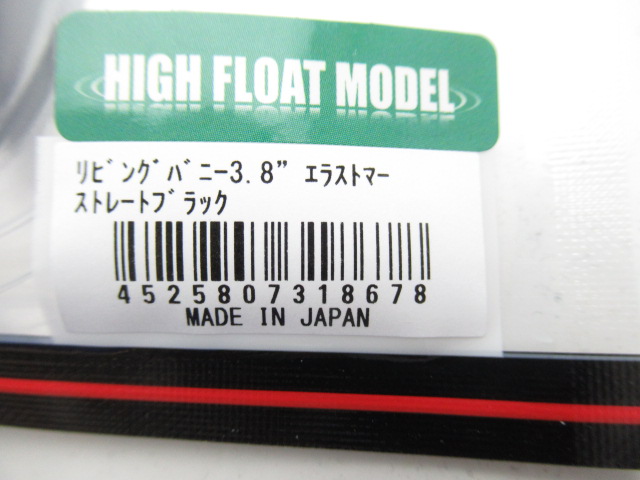 HIGH FLOAT MODEL
ﾘﾋﾞﾝｸﾞﾊﾞﾆｰ3.8” ｴﾗｽﾄﾏｰ
ｽﾄﾚｰﾄﾌﾞﾗｯｸ
4525807318678
MADE IN JAPAN